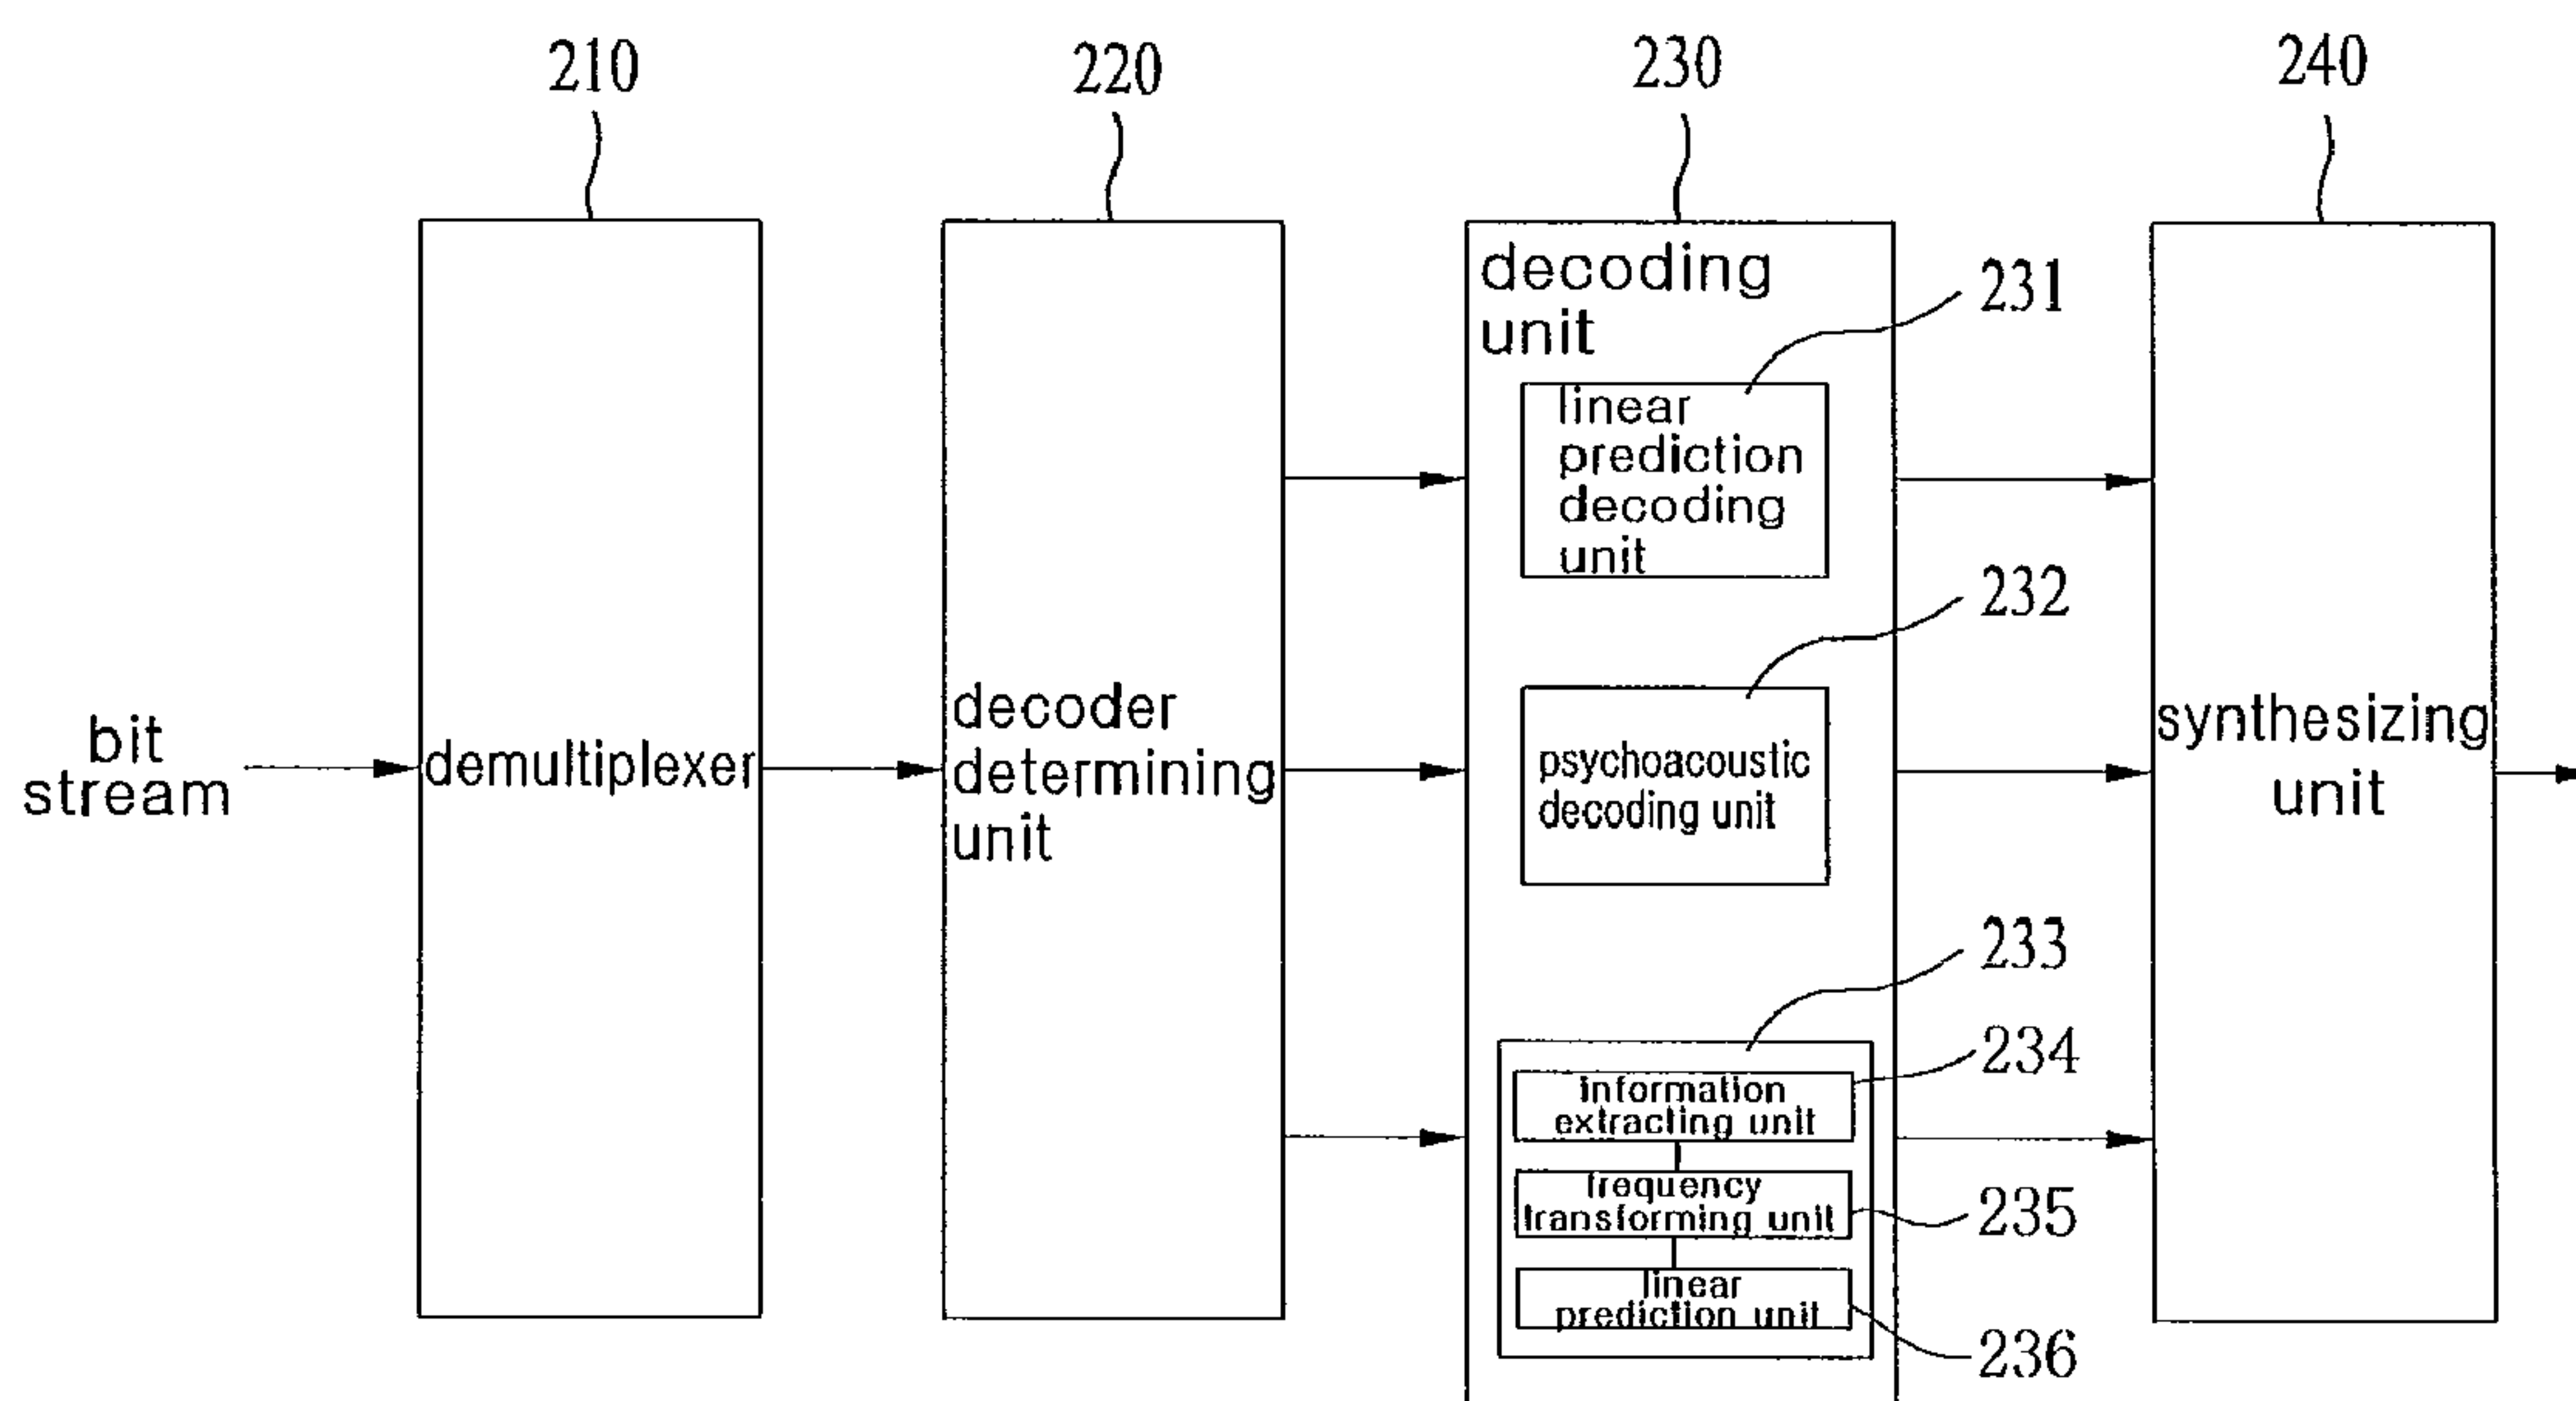 210
220
230
240
bit
stream
demultiplexer
decoder
determining
unit
decoding
unit
231
linear
prediction
decoding
unit
232
psychoacoustic
decoding unit
233
234
information
extracting unit
frequency
transforming unit
235
linear
prediction unit
236
synthesizing
unit